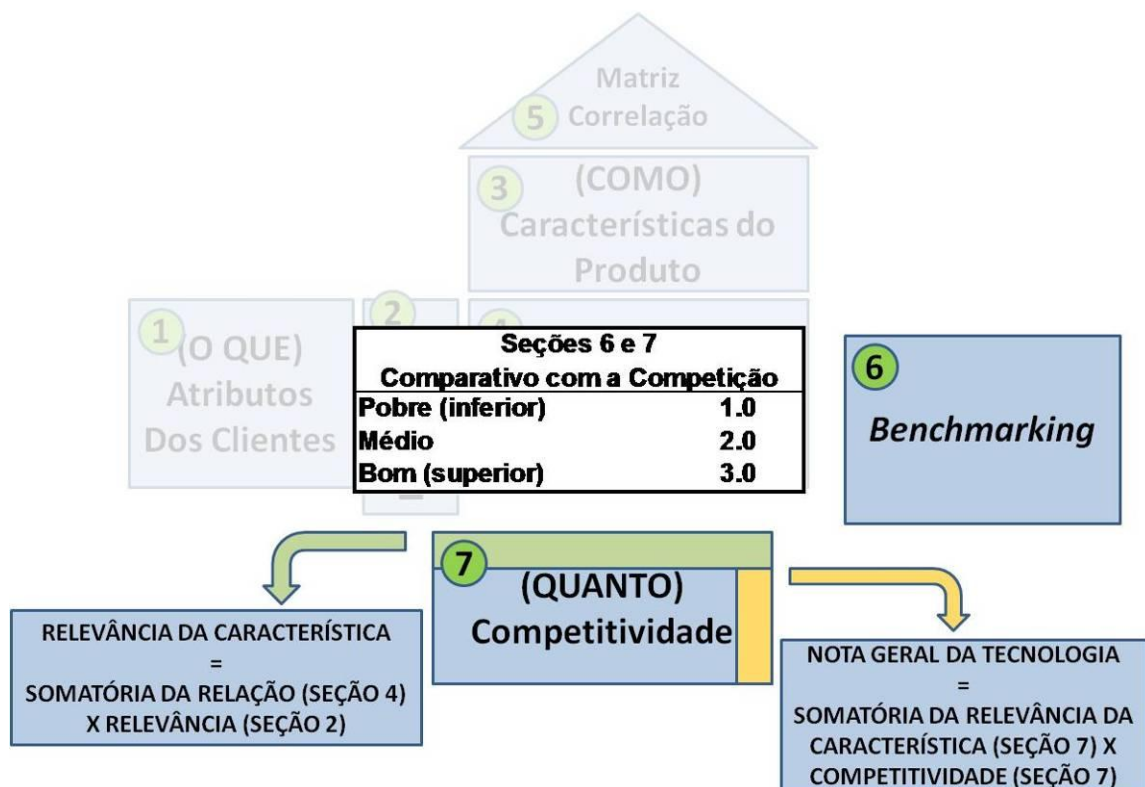 Matriz
5
Correlação
3
(COMO)
Características do
Produto
1
(O QUE)
Atributos
Dos Clientes
2
Seções 6 e 7
Comparativo com a Competição
Pobre (inferior) 1.0
Médio 2.0
Bom (superior) 3.0
6
Benchmarking
7
(QUANTO)
Competitividade
RELEVÂNCIA DA CARACTERÍSTICA
=
SOMATÓRIA DA RELAÇÃO (SEÇÃO 4)
X RELEVÂNCIA (SEÇÃO 2)
NOTA GERAL DA TECNOLOGIA
=
SOMATÓRIA DA RELEVÂNCIA DA
CARACTERÍSTICA (SEÇÃO 7) X
COMPETITIVIDADE (SEÇÃO 7)